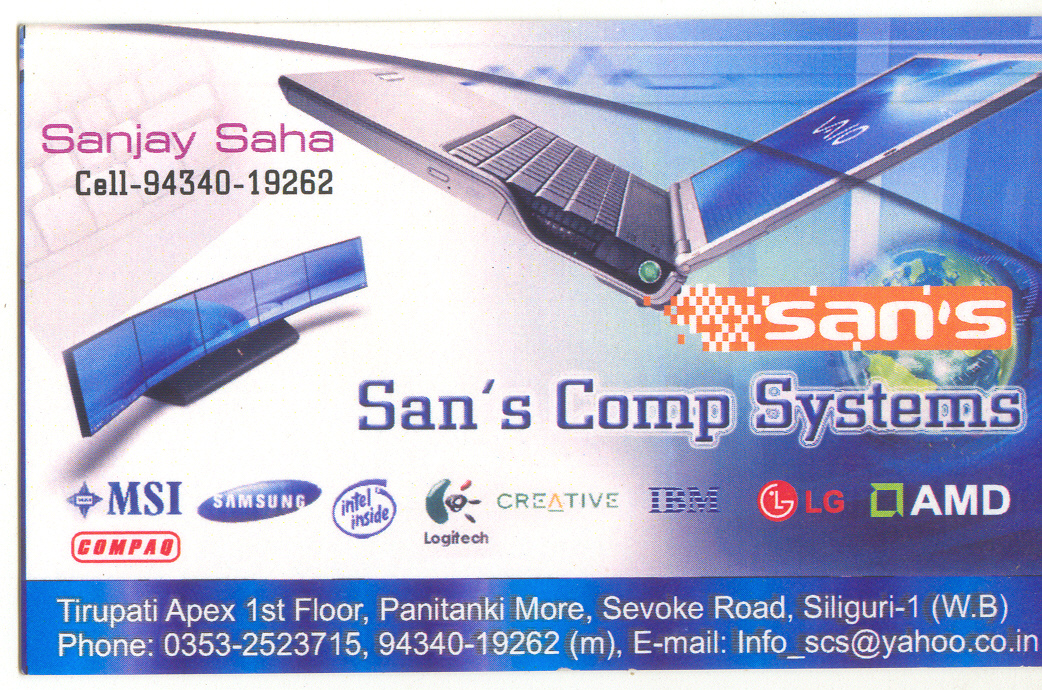 Sanjay Saha
Cell-94340-19262
VAIO
san's
San's Comp Systems
MSI SAMSUNG intel inside Logitech CREATIVE IBM LG AMD
COMPAQ
Tirupati Apex 1st Floor, Panitanki More, Sevoke Road, Siliguri-1 (W.B)
Phone: 0353-2523715, 94340-19262 (m), E-mail: Info_scs@yahoo.co.in